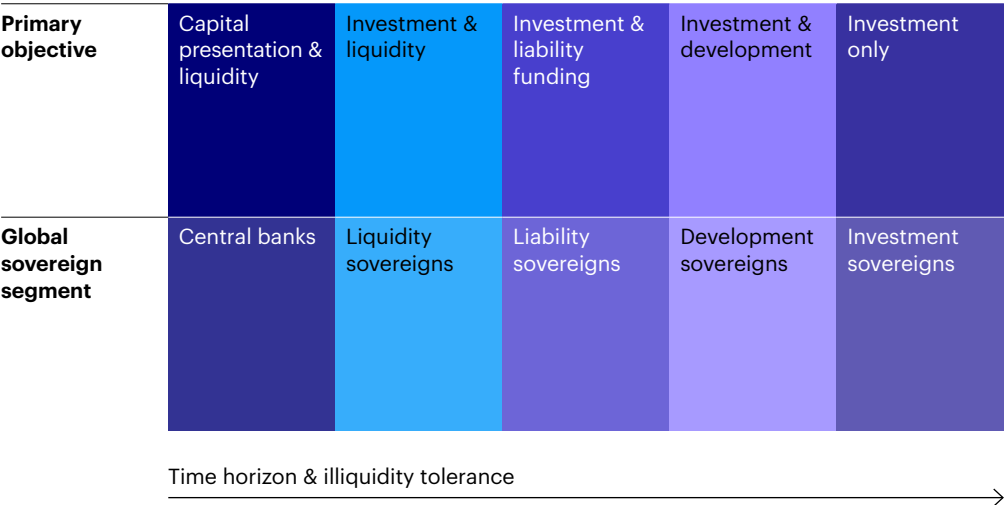 Primary
objective
Capital
presentation &
liquidity
Investment &
liquidity
Investment &
liability
funding
Investment &
development
Investment
only
Global
sovereign
segment
Central banks
Liquidity
sovereigns
Liability
sovereigns
Development
sovereigns
Investment
sovereigns
Time horizon & illiquidity tolerance